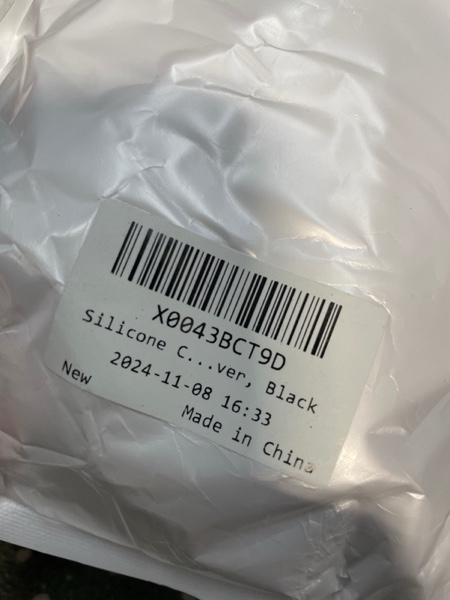 X0043BCT9D
Silicone C...ver, Black
2024-11-08 16:33
New
Made in China